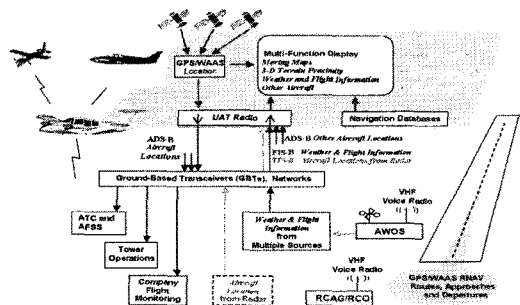 GPS/WAAS
Location
Multi-Function Display
Moving Maps
3-D Terrain Proximity
Weather and Flight Information
Other Aircraft
UAT Radio
Navigation Databases
ADS-B
Aircraft
Locations
ADS-B Other Aircraft Locations
FIS-B Weather & Flight Information
TIS-B Aircraft Locations from Radar
Ground-Based Transceivers (GBTs), Networks
ATC and
AFSS
Tower
Operations
Company
Flight
Monitoring
Aircraft
Locations
from Radar
Weather & Flight
Information
from
Multiple Sources
VHF
Voice Radio
AWOS
VHF
Voice Radio
RCAG/RCO
GPS/WAAS RNAV
Routes, Approaches
and Departures